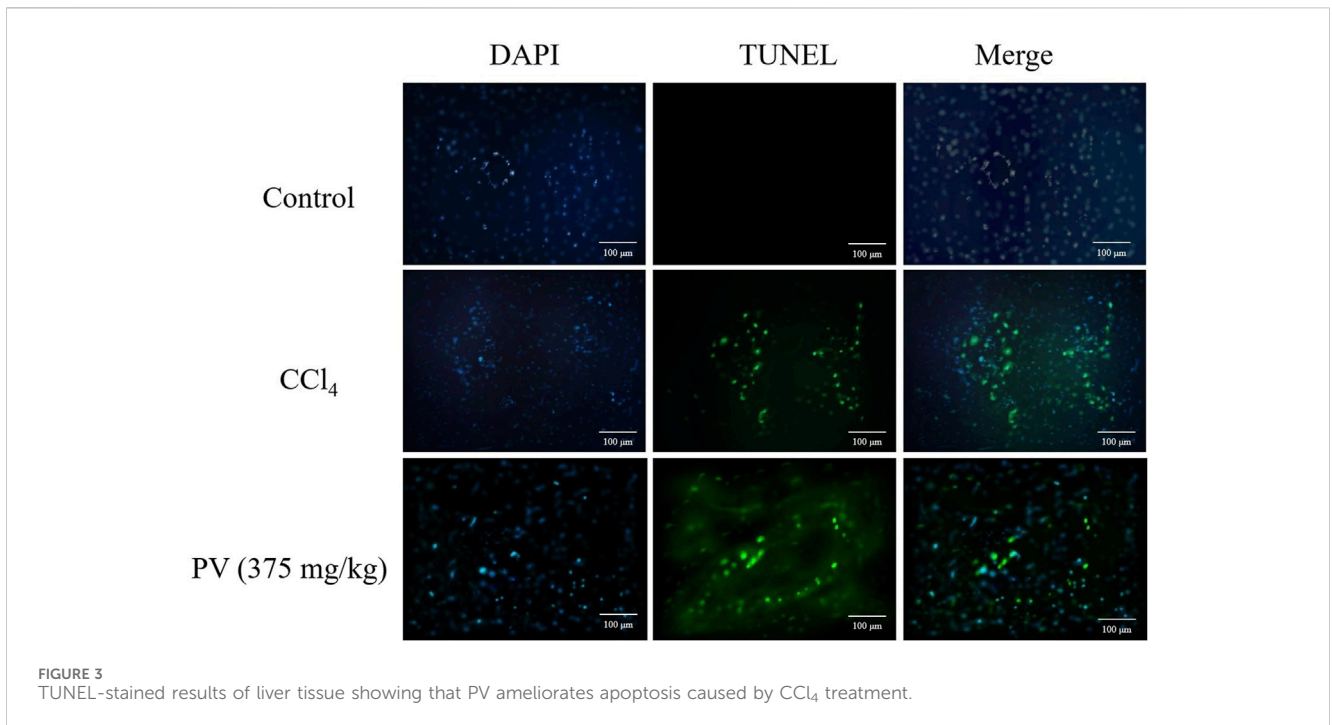 DAPI TUNEL Merge
Control
100 µm 100 µm 100 µm
CCl₄
100 µm 100 µm 100 µm
PV (375 mg/kg)
100 µm 100 µm 100 µm
FIGURE 3
TUNEL-stained results of liver tissue showing that PV ameliorates apoptosis caused by CCl₄ treatment.